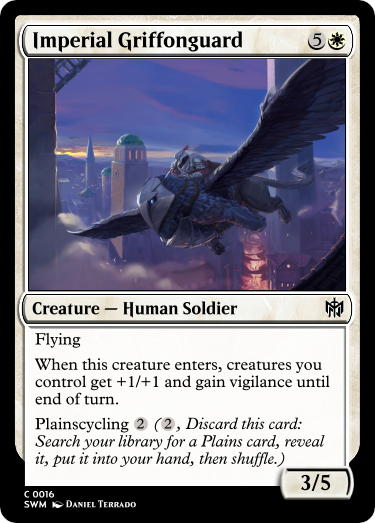 Imperial Griffonguard 5
Creature — Human Soldier
Flying
When this creature enters, creatures you
control get +1/+1 and gain vigilance until
end of turn.
Plainscycling 2 (2, Discard this card:
Search your library for a Plains card, reveal
it, put it into your hand, then shuffle.)
3/5
C 0016
SWM Daniel Terrado